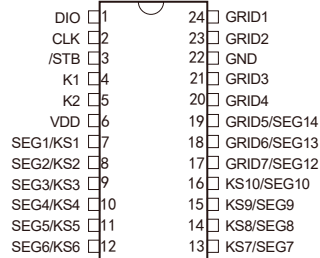 DIO 1 24 GRID1
CLK 2 23 GRID2
/STB 3 22 GND
K1 4 21 GRID3
K2 5 20 GRID4
VDD 6 19 GRID5/SEG14
SEG1/KS1 7 18 GRID6/SEG13
SEG2/KS2 8 17 GRID7/SEG12
SEG3/KS3 9 16 KS10/SEG10
SEG4/KS4 10 15 KS9/SEG9
SEG5/KS5 11 14 KS8/SEG8
SEG6/KS6 12 13 KS7/SEG7